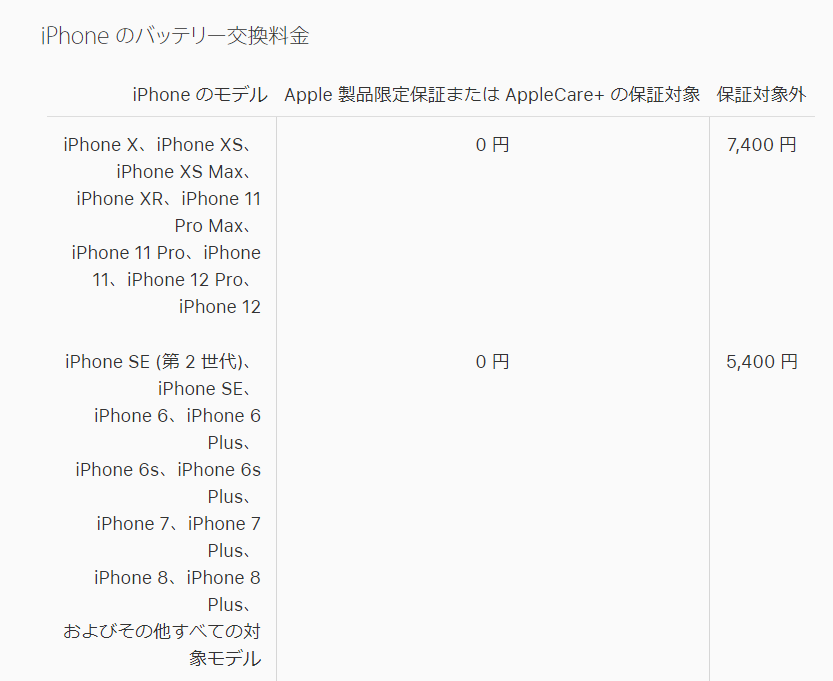 iPhone のバッテリー交換料金
iPhone のモデル Apple 製品限定保証または AppleCare+ の保証対象 保証対象外
iPhone X、iPhone XS、 0 円 7,400 円
iPhone XS Max、
iPhone XR、iPhone 11
Pro Max、
iPhone 11 Pro、iPhone
11、iPhone 12 Pro、
iPhone 12
iPhone SE (第 2 世代)、 0 円 5,400 円
iPhone SE、
iPhone 6、iPhone 6
Plus、
iPhone 6s、iPhone 6s
Plus、
iPhone 7、iPhone 7
Plus、
iPhone 8、iPhone 8
Plus、
およびその他すべての対
象モデル